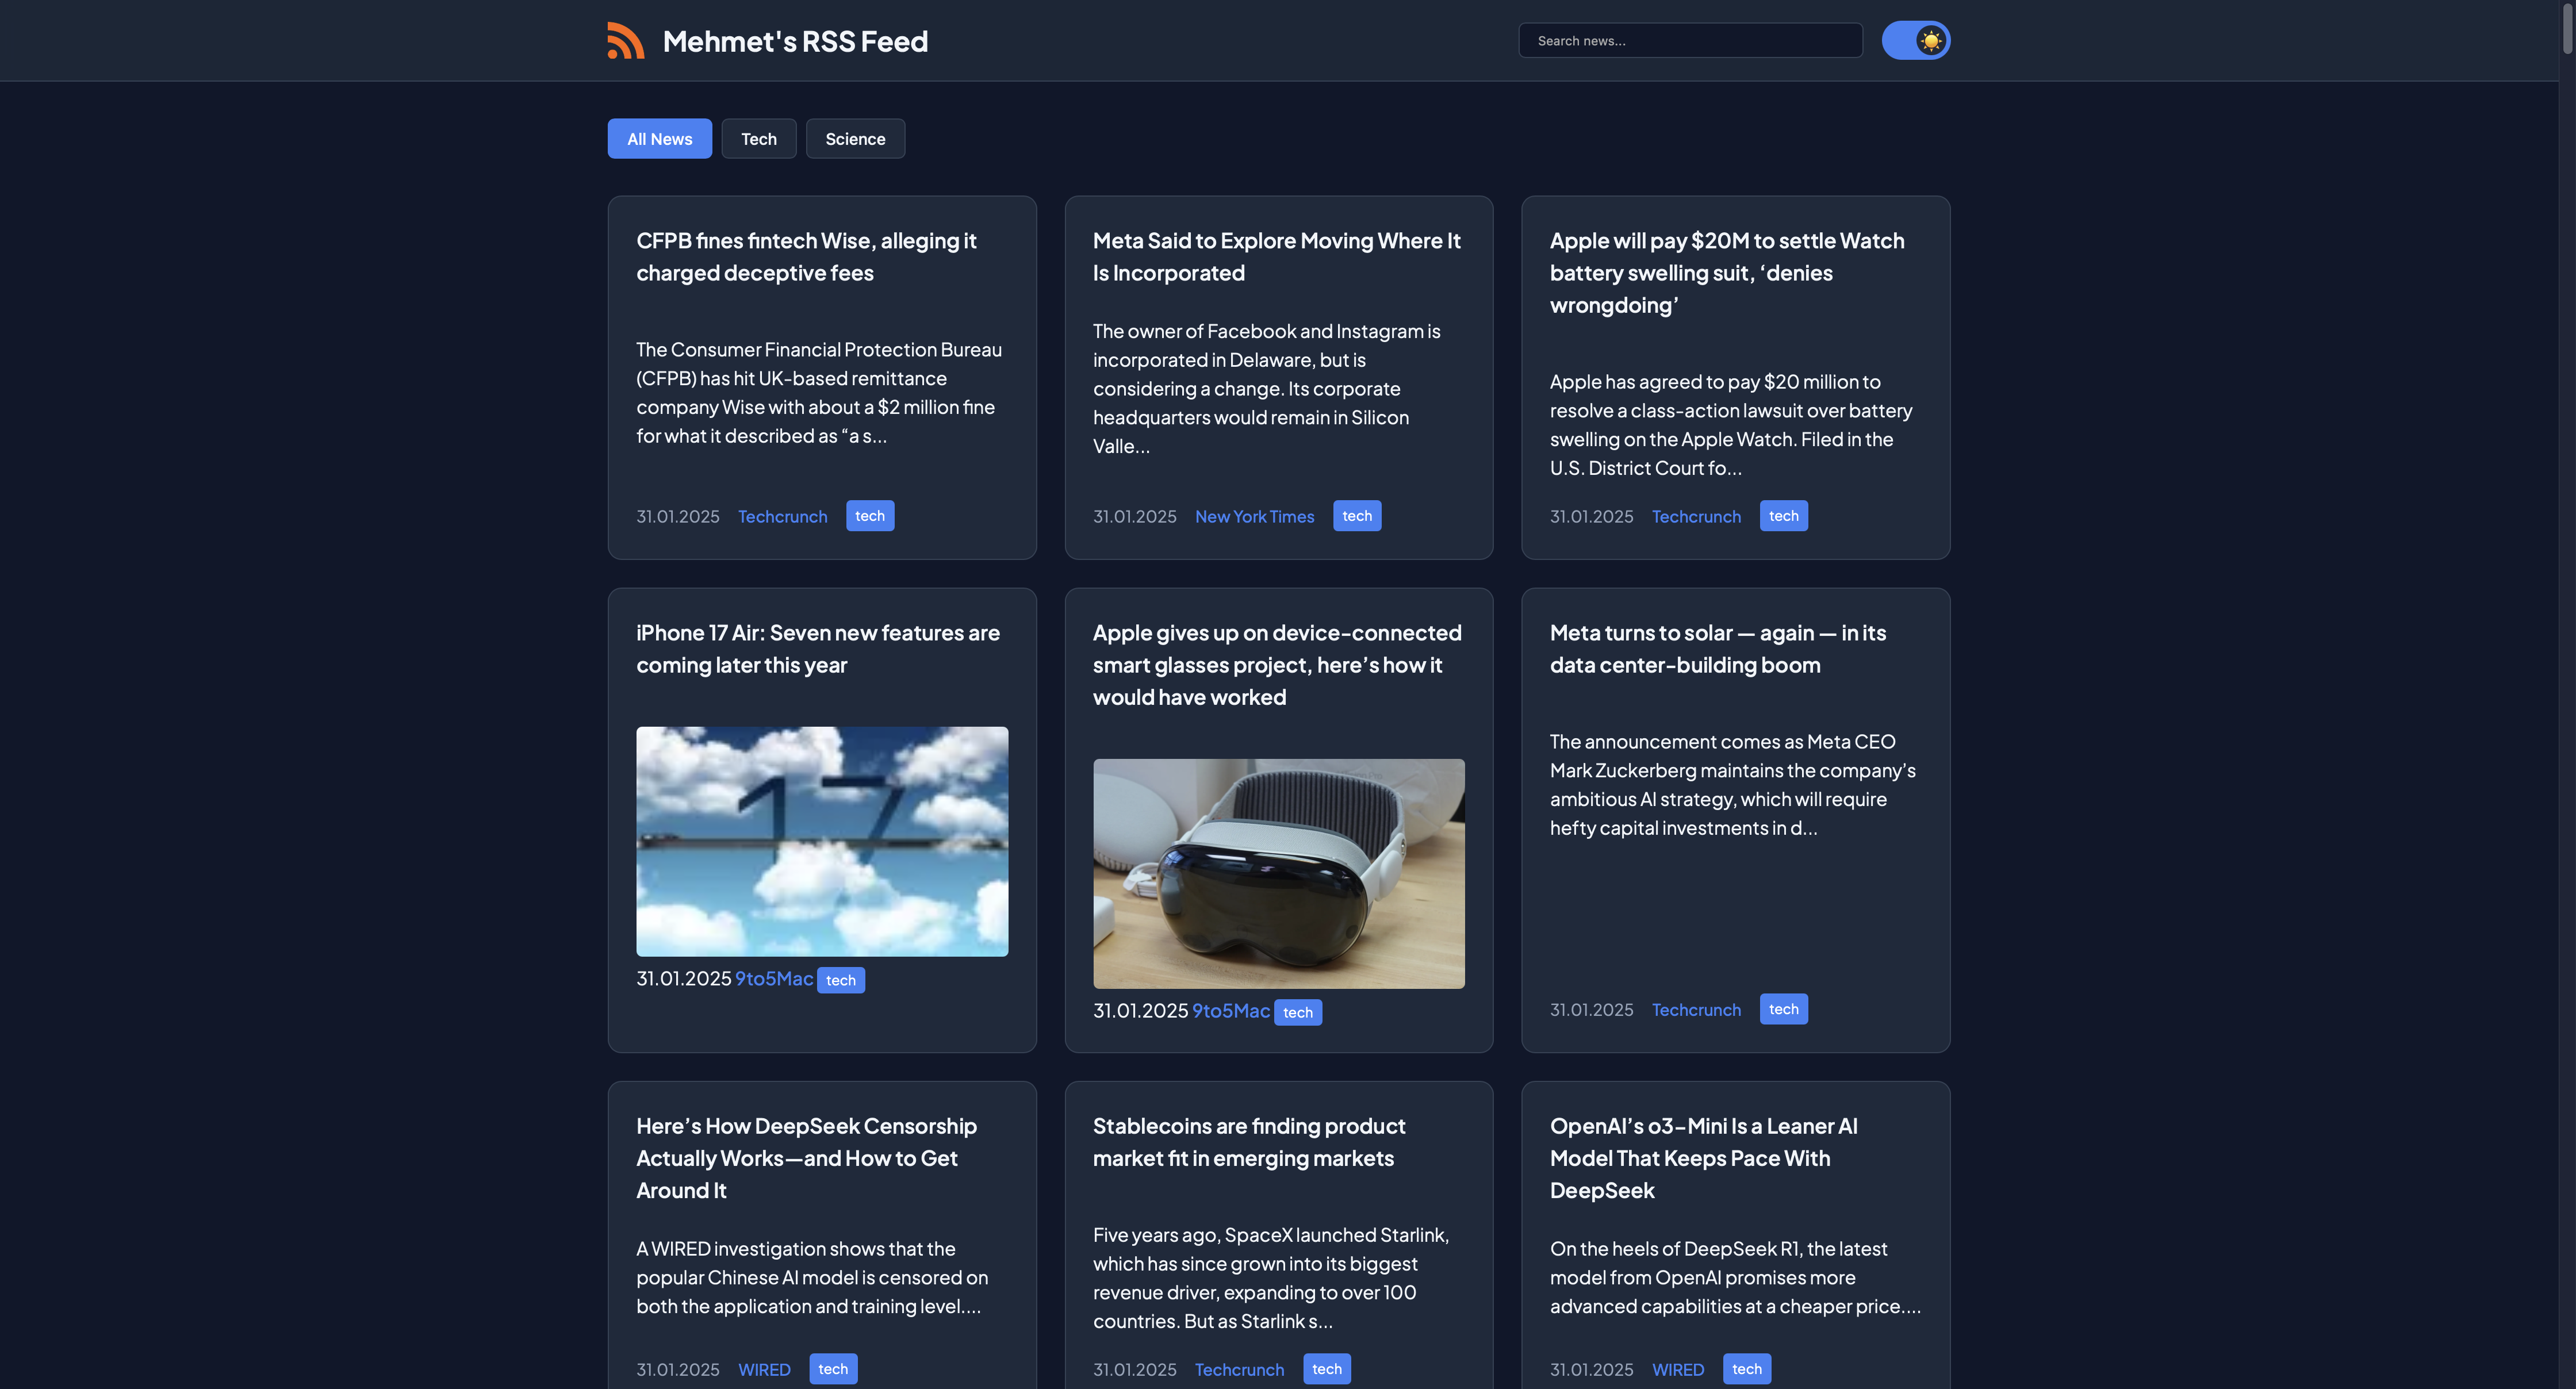 Mehmet's RSS Feed
Search news...
All News
Tech
Science
CFPB fines fintech Wise, alleging it
charged deceptive fees
The Consumer Financial Protection Bureau
(CFPB) has hit UK-based remittance
company Wise with about a $2 million fine
for what it described as “a s...
31.01.2025 Techcrunch tech
Meta Said to Explore Moving Where It
Is Incorporated
The owner of Facebook and Instagram is
incorporated in Delaware, but is
considering a change. Its corporate
headquarters would remain in Silicon
Valle...
31.01.2025 New York Times tech
Apple will pay $20M to settle Watch
battery swelling suit, ‘denies
wrongdoing’
Apple has agreed to pay $20 million to
resolve a class-action lawsuit over battery
swelling on the Apple Watch. Filed in the
U.S. District Court fo...
31.01.2025 Techcrunch tech
iPhone 17 Air: Seven new features are
coming later this year
17
31.01.2025 9to5Mac tech
Apple gives up on device-connected
smart glasses project, here’s how it
would have worked
31.01.2025 9to5Mac tech
Meta turns to solar — again — in its
data center-building boom
The announcement comes as Meta CEO
Mark Zuckerberg maintains the company’s
ambitious AI strategy, which will require
hefty capital investments in d...
31.01.2025 Techcrunch tech
Here’s How DeepSeek Censorship
Actually Works—and How to Get
Around It
A WIRED investigation shows that the
popular Chinese AI model is censored on
both the application and training level....
31.01.2025 WIRED tech
Stablecoins are finding product
market fit in emerging markets
Five years ago, SpaceX launched Starlink,
which has since grown into its biggest
revenue driver, expanding to over 100
countries. But as Starlink s...
31.01.2025 Techcrunch tech
OpenAI’s o3-Mini Is a Leaner AI
Model That Keeps Pace With
DeepSeek
On the heels of DeepSeek R1, the latest
model from OpenAI promises more
advanced capabilities at a cheaper price....
31.01.2025 WIRED tech